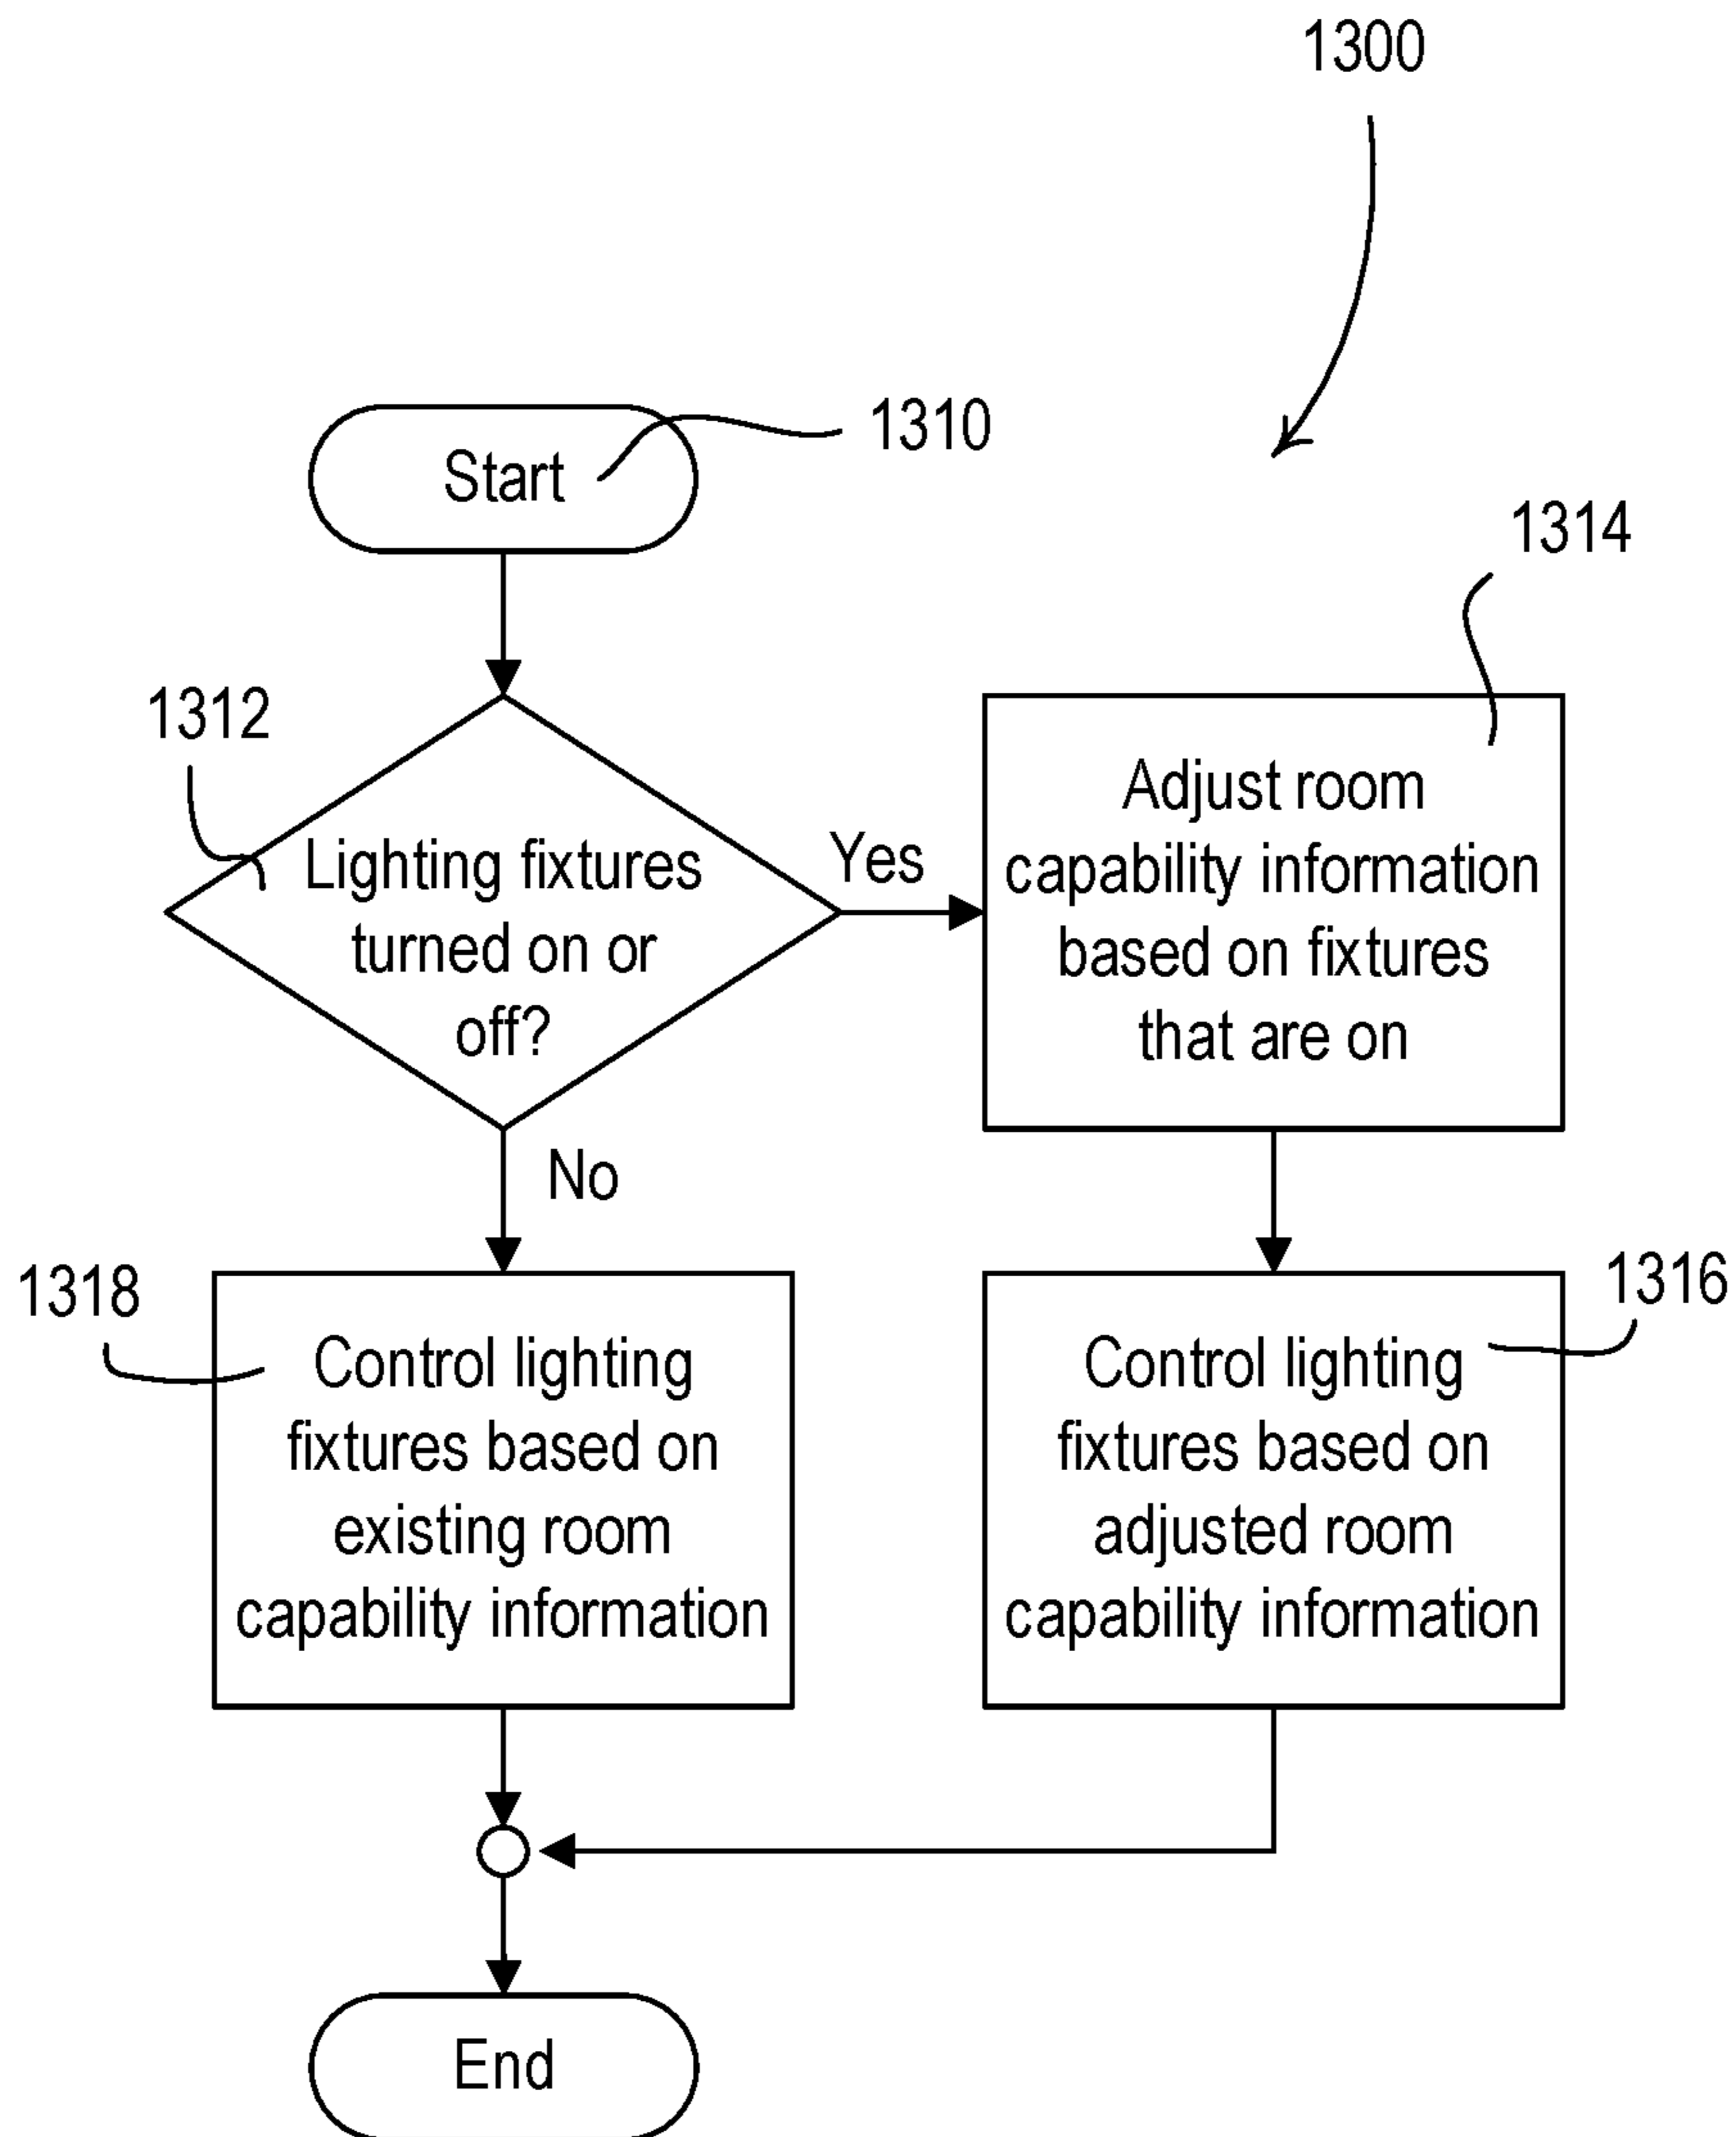 1300
1310
Start
1314
1312
Lighting fixtures
turned on or
off?
Yes
Adjust room
capability information
based on fixtures
that are on
No
1318
Control lighting
fixtures based on
existing room
capability information
1316
Control lighting
fixtures based on
adjusted room
capability information
End